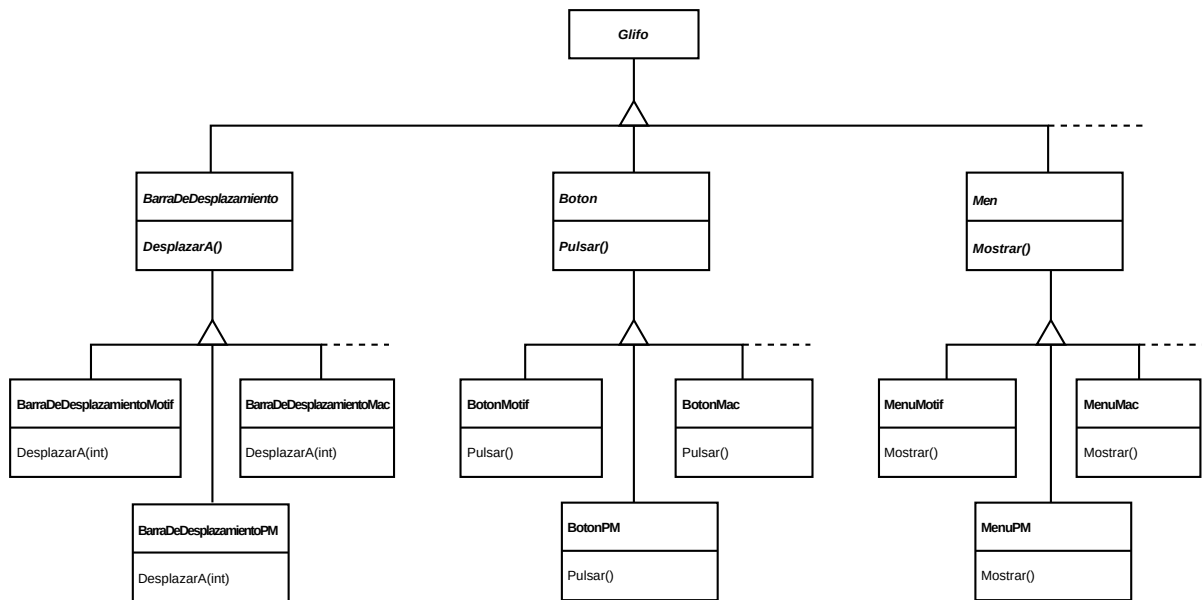 Glifo
BarraDeDesplazamiento
DesplazarA()
Boton
Pulsar()
Men
Mostrar()
BarraDeDesplazamientoMotif
DesplazarA(int)
BarraDeDesplazamientoMac
DesplazarA(int)
BotonMotif
Pulsar()
BotonMac
Pulsar()
MenuMotif
Mostrar()
MenuMac
Mostrar()
BarraDeDesplazamientoPM
DesplazarA(int)
BotonPM
Pulsar()
MenuPM
Mostrar()